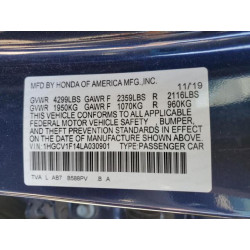 MFD.BY HONDA OF AMERICA MFG.,INC.
11/19
GVWR 4299LBS GAWR F 2359LBS R 2116LBS
GVWR 1950KG GAWR F 1070KG R 960KG
THIS VEHICLE CONFORMS TO ALL APPLICABLE
FEDERAL MOTOR VEHICLE SAFETY, BUMPER,
AND THEFT PREVENTION STANDARDS IN EFFECT
ON THE DATE OF MANUFACTURE SHOWN ABOVE.
VIN: 1HGCV1F14LA030901 TYPE:PASSENGER CAR
TVA L AB7 B588PV B A